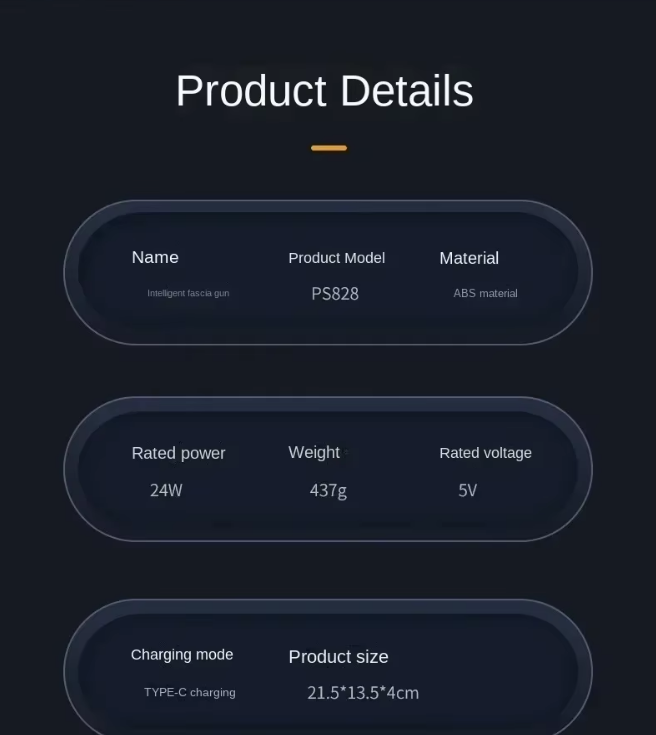 Product Details
Name Product Model Material
Intelligent fascia gun PS828 ABS material
Rated power Weight Rated voltage
24W 437g 5V
Charging mode Product size
TYPE-C charging 21.5*13.5*4cm